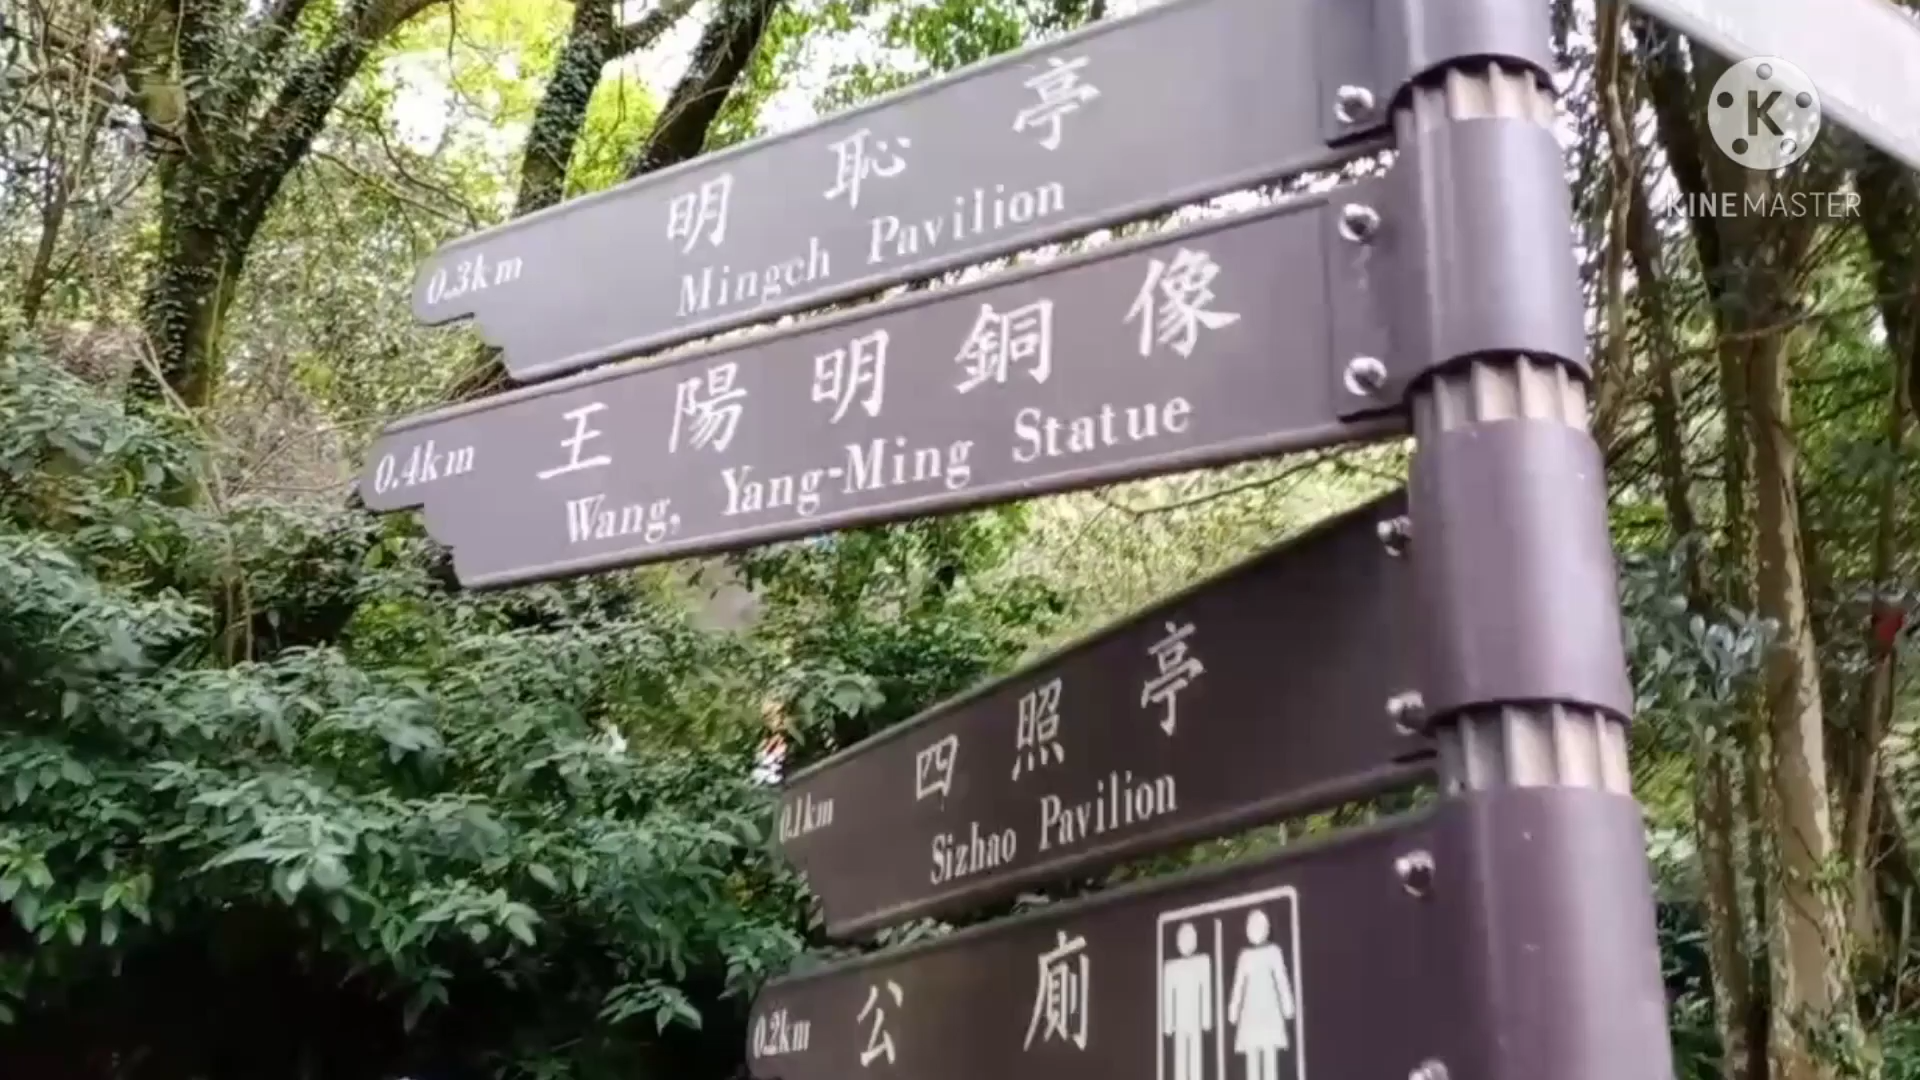 明恥亭
0.3km
Mingch Pavilion
王陽明銅像
0.4km
Wang, Yang-Ming Statue
四照亭
0.1km
Sizhao Pavilion
公廁
0.2km
K
KINEMASTER